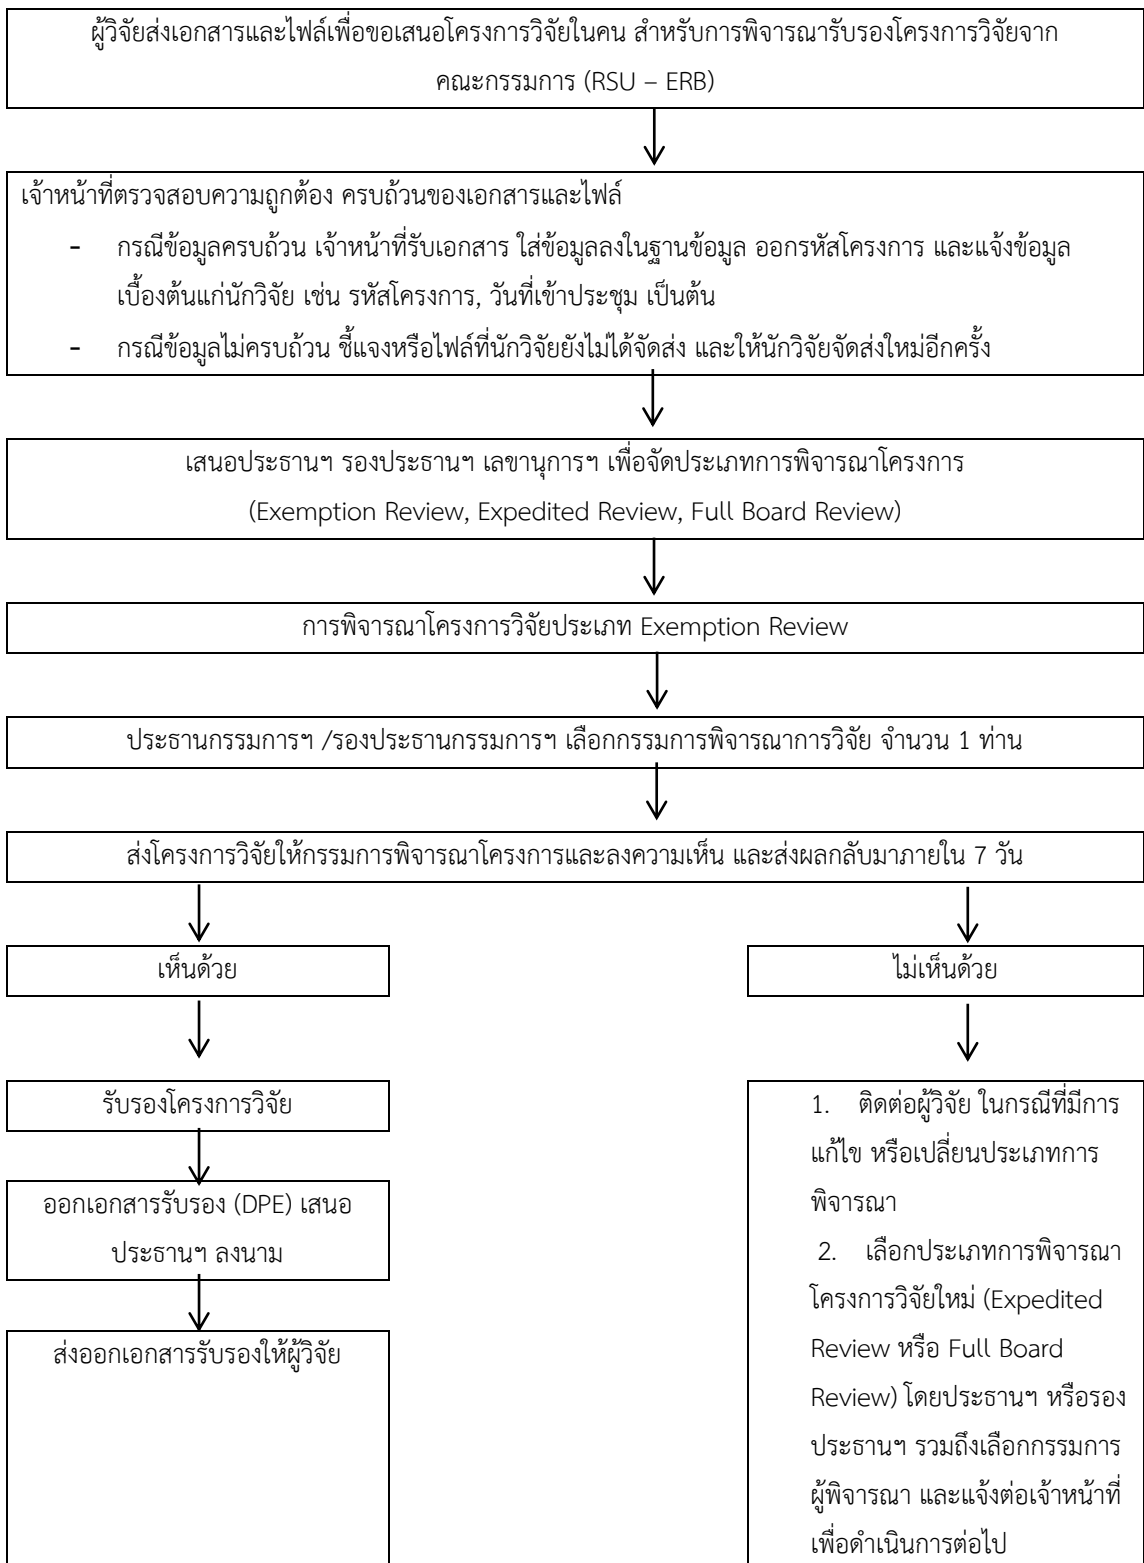 ผู้วิจัยส่งเอกสารและไฟล์เพื่อขอเสนอโครงการวิจัยในคน สำหรับการพิจารณารับรองโครงการวิจัยจาก
คณะกรรมการ (RSU – ERB)
เจ้าหน้าที่ตรวจสอบความถูกต้อง ครบถ้วนของเอกสารและไฟล์
- กรณีข้อมูลครบถ้วน เจ้าหน้าที่รับเอกสาร ใส่ข้อมูลลงในฐานข้อมูล ออกรหัสโครงการ และแจ้งข้อมูล
เบื้องต้นแก่นักวิจัย เช่น รหัสโครงการ, วันที่เข้าประชุม เป็นต้น
- กรณีข้อมูลไม่ครบถ้วน ชี้แจงหรือไฟล์ที่นักวิจัยยังไม่ได้จัดส่ง และให้นักวิจัยจัดส่งใหม่อีกครั้ง
เสนอประธานฯ รองประธานฯ เลขานุการฯ เพื่อจัดประเภทการพิจารณาโครงการ
(Exemption Review, Expedited Review, Full Board Review)
การพิจารณาโครงการวิจัยประเภท Exemption Review
ประธานกรรมการฯ /รองประธานกรรมการฯ เลือกกรรมการพิจารณาการวิจัย จำนวน 1 ท่าน
ส่งโครงการวิจัยให้กรรมการพิจารณาโครงการและลงความเห็น และส่งผลกลับมาภายใน 7 วัน
เห็นด้วย
รับรองโครงการวิจัย
ออกเอกสารรับรอง (DPE) เสนอ
ประธานฯ ลงนาม
ส่งออกเอกสารรับรองให้ผู้วิจัย
ไม่เห็นด้วย
1. ติดต่อผู้วิจัย ในกรณีที่มีการ
แก้ไข หรือเปลี่ยนประเภทการ
พิจารณา
2. เลือกประเภทการพิจารณา
โครงการวิจัยใหม่ (Expedited
Review หรือ Full Board
Review) โดยประธานฯ หรือรอง
ประธานฯ รวมถึงเลือกกรรมการ
ผู้พิจารณา และแจ้งต่อเจ้าหน้าที่
เพื่อดำเนินการต่อไป